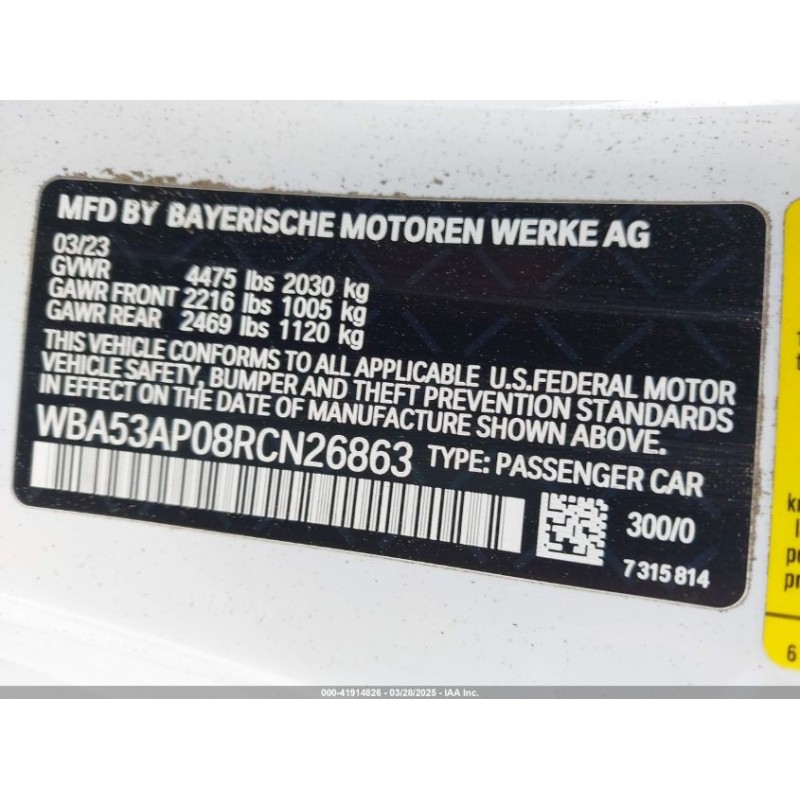 MFD BY BAYERISCHE MOTOREN WERKE AG
03/23
GVWR 4475 lbs 2030 kg
GAWR FRONT 2216 lbs 1005 kg
GAWR REAR 2469 lbs 1120 kg
THIS VEHICLE CONFORMS TO ALL APPLICABLE U.S.FEDERAL MOTOR
VEHICLE SAFETY, BUMPER AND THEFT PREVENTION STANDARDS
IN EFFECT ON THE DATE OF MANUFACTURE SHOWN ABOVE.
WBA53AP08RCN26863 TYPE: PASSENGER CAR
300/0
7 315 814
6
000-41914826 - 03/28/2025 - IAA Inc.